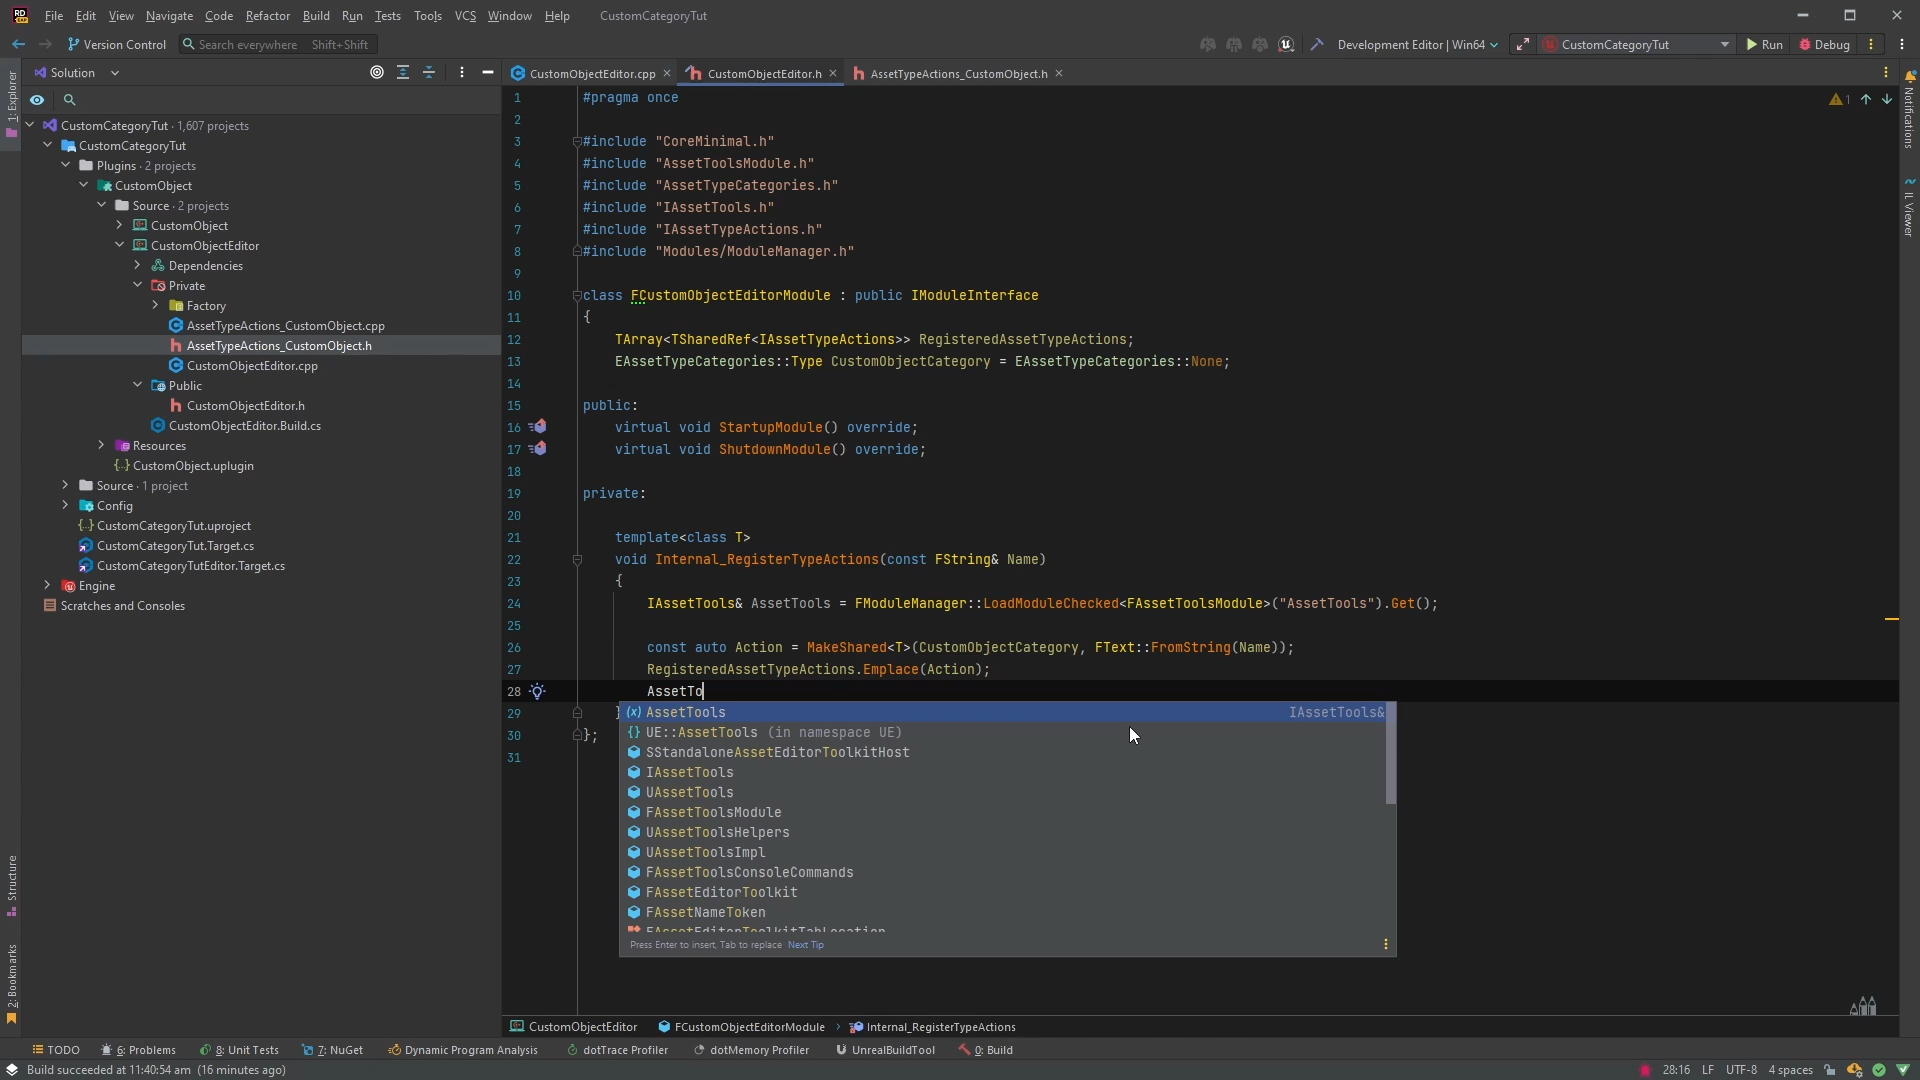 RD
File Edit View Navigate Code Refactor Build Run Tests Tools VCS Window Help CustomCategoryTut
Version Control Search everywhere Shift+Shift Development Editor | Win64 CustomCategoryTut Run Debug
Solution
CustomObjectEditor.cpp CustomObjectEditor.h AssetTypeActions_CustomObject.h
1: Explorer
Structure
2: Bookmarks
CustomCategoryTut · 1,607 projects
CustomCategoryTut
Plugins · 2 projects
CustomObject
Source · 2 projects
CustomObject
CustomObjectEditor
Dependencies
Private
Factory
AssetTypeActions_CustomObject.cpp
AssetTypeActions_CustomObject.h
CustomObjectEditor.cpp
Public
CustomObjectEditor.h
CustomObjectEditor.Build.cs
Resources
CustomObject.uplugin
Source · 1 project
Config
CustomCategoryTut.uproject
CustomCategoryTut.Target.cs
CustomCategoryTutEditor.Target.cs
Engine
Scratches and Consoles
1 #pragma once
2
3 #include "CoreMinimal.h"
4 #include "AssetToolsModule.h"
5 #include "AssetTypeCategories.h"
6 #include "IAssetTools.h"
7 #include "IAssetTypeActions.h"
8 #include "Modules/ModuleManager.h"
9
10 class FCustomObjectEditorModule : public IModuleInterface
11 {
12 TArray<TSharedRef<IAssetTypeActions>> RegisteredAssetTypeActions;
13 EAssetTypeCategories::Type CustomObjectCategory = EAssetTypeCategories::None;
14
15 public:
16 virtual void StartupModule() override;
17 virtual void ShutdownModule() override;
18
19 private:
20
21 template<class T>
22 void Internal_RegisterTypeActions(const FString& Name)
23 {
24 IAssetTools& AssetTools = FModuleManager::LoadModuleChecked<FAssetToolsModule>("AssetTools").Get();
25
26 const auto Action = MakeShared<T>(CustomObjectCategory, FText::FromString(Name));
27 RegisteredAssetTypeActions.Emplace(Action);
28 AssetTo
29 }
30 };
31
1
AssetTools IAssetTools&
UE::AssetTools (in namespace UE)
SStandaloneAssetEditorToolkitHost
IAssetTools
UAssetTools
FAssetToolsModule
UAssetToolsHelpers
UAssetToolsImpl
FAssetToolsConsoleCommands
FAssetEditorToolkit
FAssetNameToken
FAssetEditorToolkitTabLocation
Press Enter to insert, Tab to replace Next Tip
Notifications
IL Viewer
CustomObjectEditor FCustomObjectEditorModule Internal_RegisterTypeActions
TODO 6: Problems 8: Unit Tests 7: NuGet Dynamic Program Analysis dotTrace Profiler dotMemory Profiler UnrealBuildTool 0: Build
Build succeeded at 11:40:54 am (16 minutes ago) 28:16 LF UTF-8 4 spaces